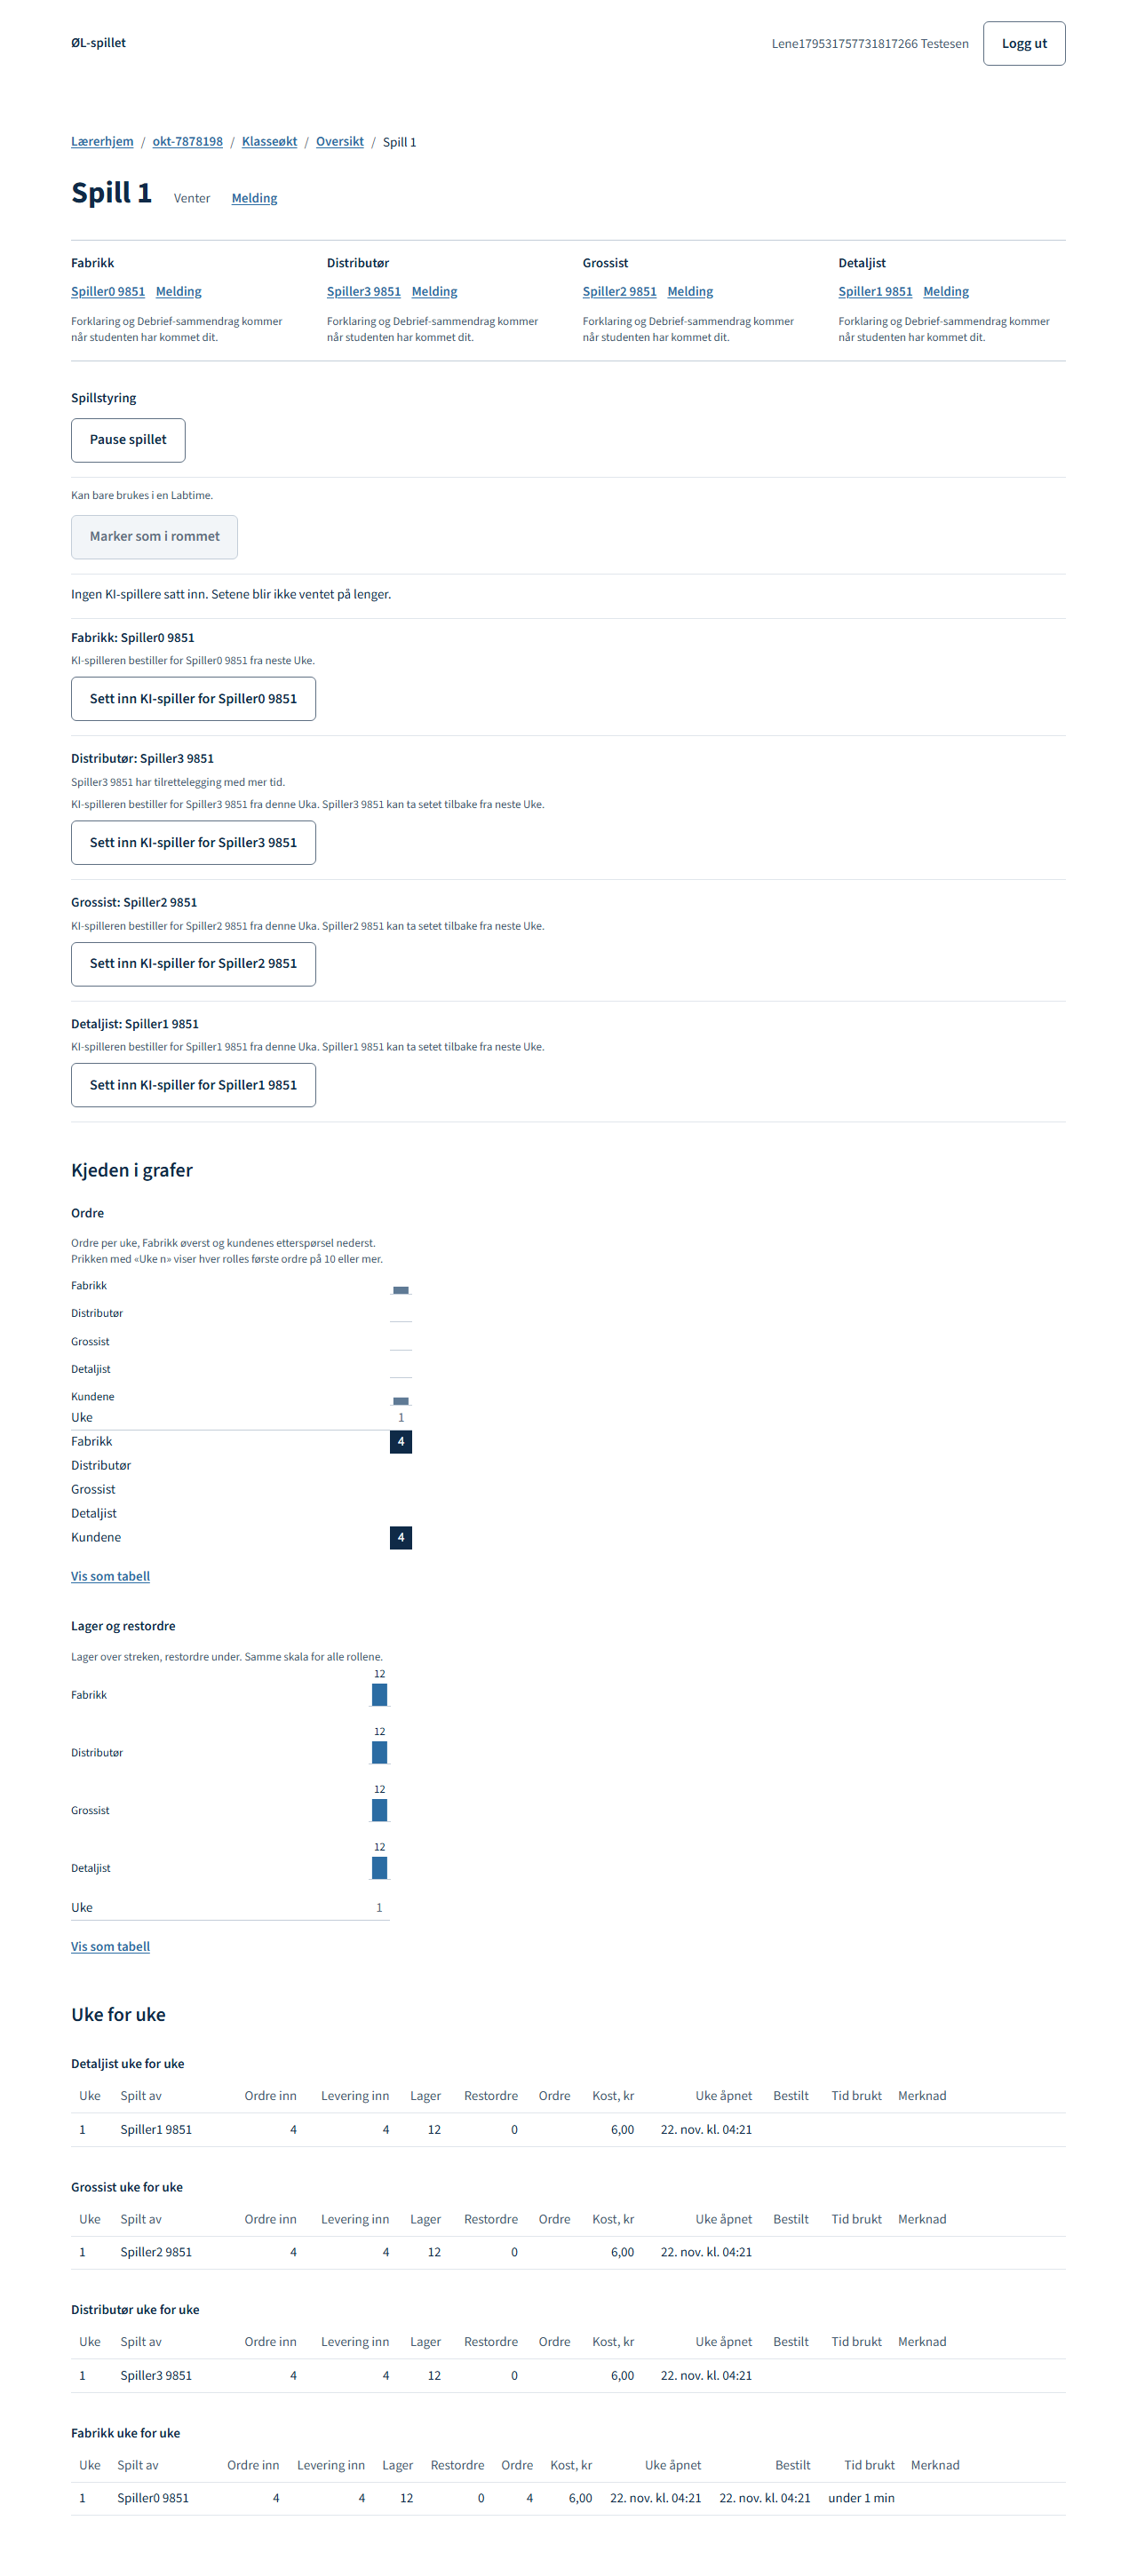 ØL-spillet
Lene179531757731817266 Testesen
Logg ut
Lærerhjem / okt-7878198 / Klasseøkt / Oversikt / Spill 1
Spill 1 Venter Melding
Fabrikk
Spiller0 9851 Melding
Forklaring og Debrief-sammendrag kommer
når studenten har kommet dit.
Distributør
Spiller3 9851 Melding
Forklaring og Debrief-sammendrag kommer
når studenten har kommet dit.
Grossist
Spiller2 9851 Melding
Forklaring og Debrief-sammendrag kommer
når studenten har kommet dit.
Detaljist
Spiller1 9851 Melding
Forklaring og Debrief-sammendrag kommer
når studenten har kommet dit.
Spillstyring
Pause spillet
Kan bare brukes i en Labtime.
Marker som i rommet
Ingen KI-spillere satt inn. Setene blir ikke ventet på lenger.
Fabrikk: Spiller0 9851
KI-spilleren bestiller for Spiller0 9851 fra neste Uke.
Sett inn KI-spiller for Spiller0 9851
Distributør: Spiller3 9851
Spiller3 9851 har tilrettelegging med mer tid.
KI-spilleren bestiller for Spiller3 9851 fra denne Uka. Spiller3 9851 kan ta setet tilbake fra neste Uke.
Sett inn KI-spiller for Spiller3 9851
Grossist: Spiller2 9851
KI-spilleren bestiller for Spiller2 9851 fra denne Uka. Spiller2 9851 kan ta setet tilbake fra neste Uke.
Sett inn KI-spiller for Spiller2 9851
Detaljist: Spiller1 9851
KI-spilleren bestiller for Spiller1 9851 fra denne Uka. Spiller1 9851 kan ta setet tilbake fra neste Uke.
Sett inn KI-spiller for Spiller1 9851
Kjeden i grafer
Ordre
Ordre per uke, Fabrikk øverst og kundenes etterspørsel nederst.
Prikken med «Uke n» viser hver rolles første ordre på 10 eller mer.
Fabrikk
Distributør
Grossist
Detaljist
Kundene
Uke 1
Fabrikk 4
Distributør
Grossist
Detaljist
Kundene 4
Vis som tabell
Lager og restordre
Lager over streken, restordre under. Samme skala for alle rollene.
12
Fabrikk
12
Distributør
12
Grossist
12
Detaljist
Uke 1
Vis som tabell
Uke for uke
Detaljist uke for uke
Uke Spilt av Ordre inn Levering inn Lager Restordre Ordre Kost, kr Uke åpnet Bestilt Tid brukt Merknad
1 Spiller1 9851 4 4 12 0 6,00 22. nov. kl. 04:21
Grossist uke for uke
Uke Spilt av Ordre inn Levering inn Lager Restordre Ordre Kost, kr Uke åpnet Bestilt Tid brukt Merknad
1 Spiller2 9851 4 4 12 0 6,00 22. nov. kl. 04:21
Distributør uke for uke
Uke Spilt av Ordre inn Levering inn Lager Restordre Ordre Kost, kr Uke åpnet Bestilt Tid brukt Merknad
1 Spiller3 9851 4 4 12 0 6,00 22. nov. kl. 04:21
Fabrikk uke for uke
Uke Spilt av Ordre inn Levering inn Lager Restordre Ordre Kost, kr Uke åpnet Bestilt Tid brukt Merknad
1 Spiller0 9851 4 4 12 0 4 6,00 22. nov. kl. 04:21 22. nov. kl. 04:21 under 1 min